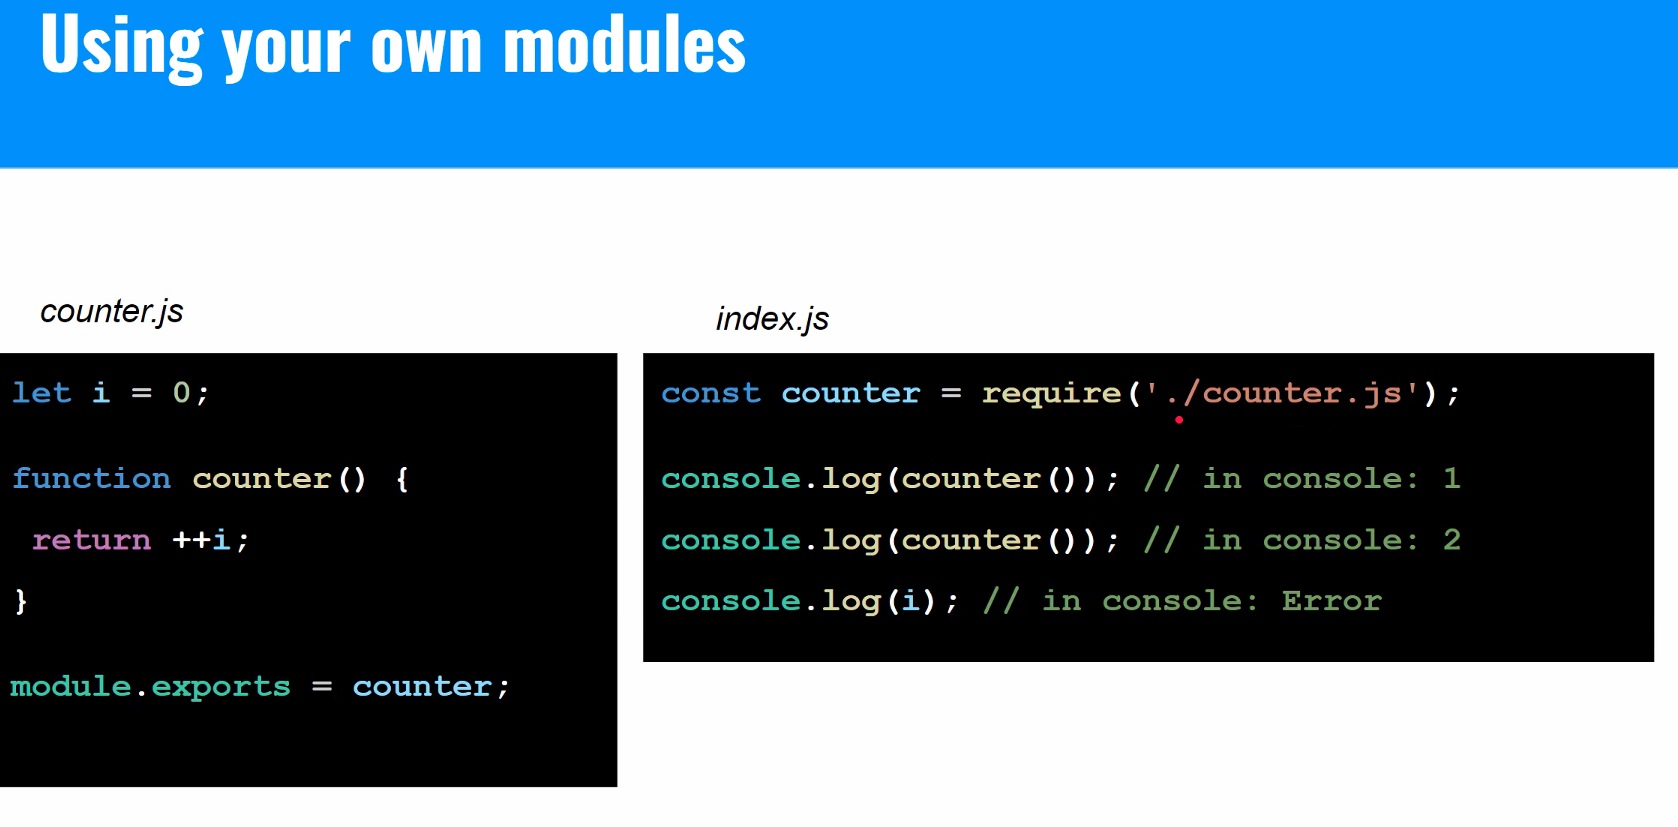 Using your own modules
counter.js
let i = 0;
function counter() {
return ++i;
}
module.exports = counter;
index.js
const counter = require('./counter.js');
console.log(counter()); // in console: 1
console.log(counter()); // in console: 2
console.log(i); // in console: Error